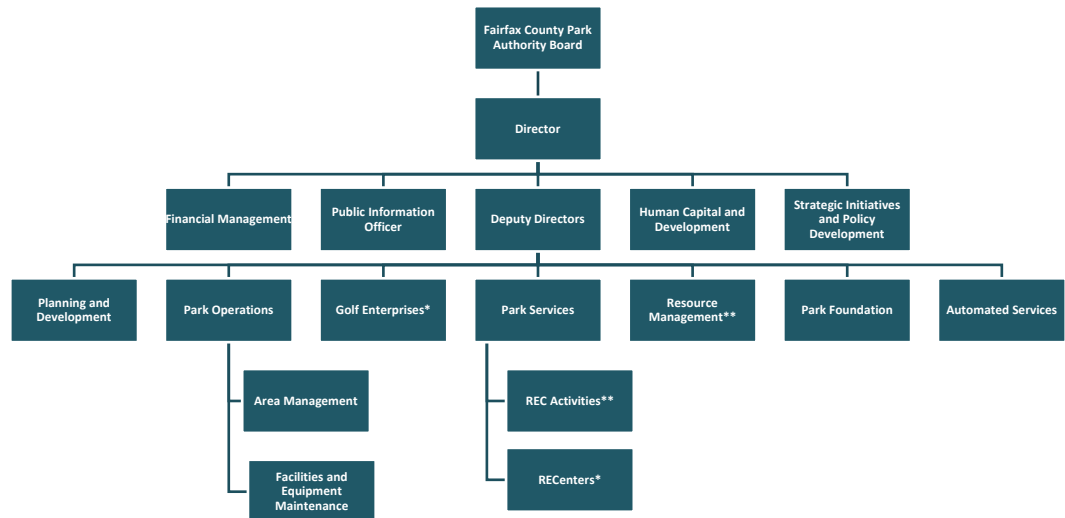 Fairfax County Park
Authority Board
Director
Financial Management
Public Information
Officer
Deputy Directors
Human Capital and
Development
Strategic Initiatives
and Policy
Development
Planning and
Development
Park Operations
Golf Enterprises*
Park Services
Resource
Management**
Park Foundation
Automated Services
Area Management
REC Activities**
Facilities and
Equipment
Maintenance
RECenters*